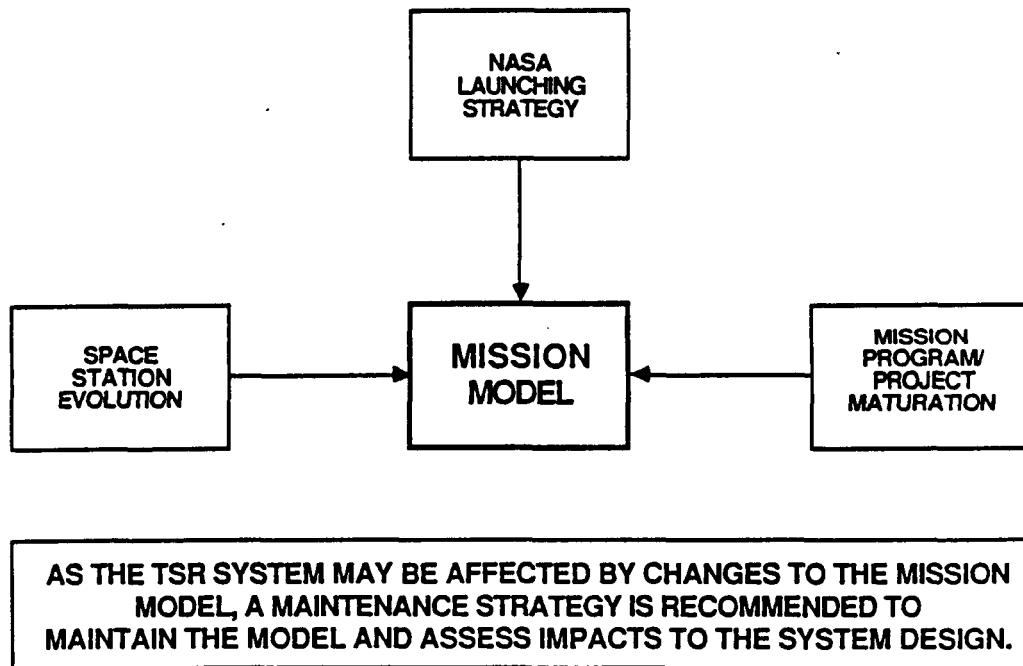 NASA
LAUNCHING
STRATEGY
SPACE
STATION
EVOLUTION
MISSION
MODEL
MISSION
PROGRAM/
PROJECT
MATURATION
AS THE TSR SYSTEM MAY BE AFFECTED BY CHANGES TO THE MISSION
MODEL, A MAINTENANCE STRATEGY IS RECOMMENDED TO
MAINTAIN THE MODEL AND ASSESS IMPACTS TO THE SYSTEM DESIGN.